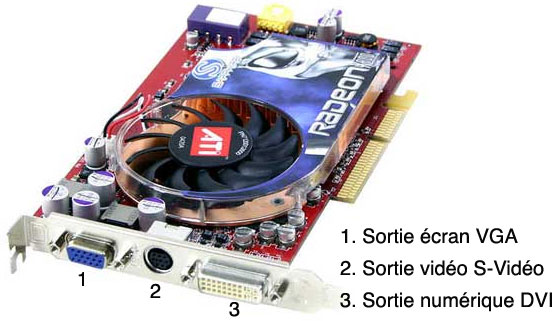 RADEON
ATI
1
2
3
1. Sortie écran VGA
2. Sortie vidéo S-Vidéo
3. Sortie numérique DVI